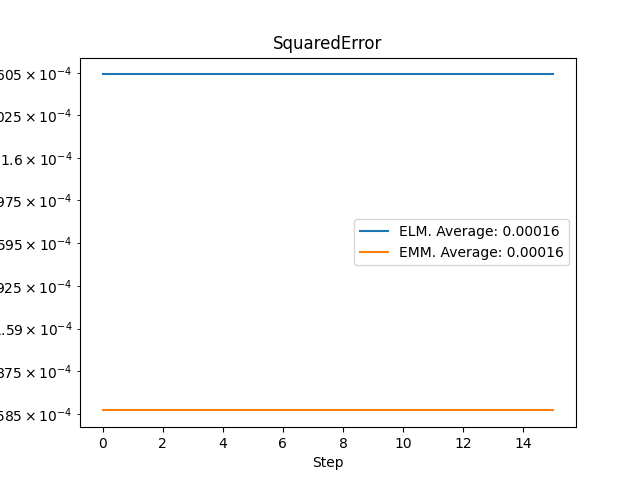 SquaredError
605 × 10⁻⁴
025 × 10⁻⁴
1.6 × 10⁻⁴
975 × 10⁻⁴
595 × 10⁻⁴
925 × 10⁻⁴
.59 × 10⁻⁴
875 × 10⁻⁴
585 × 10⁻⁴
ELM. Average: 0.00016
EMM. Average: 0.00016
0 2 4 6 8 10 12 14
Step